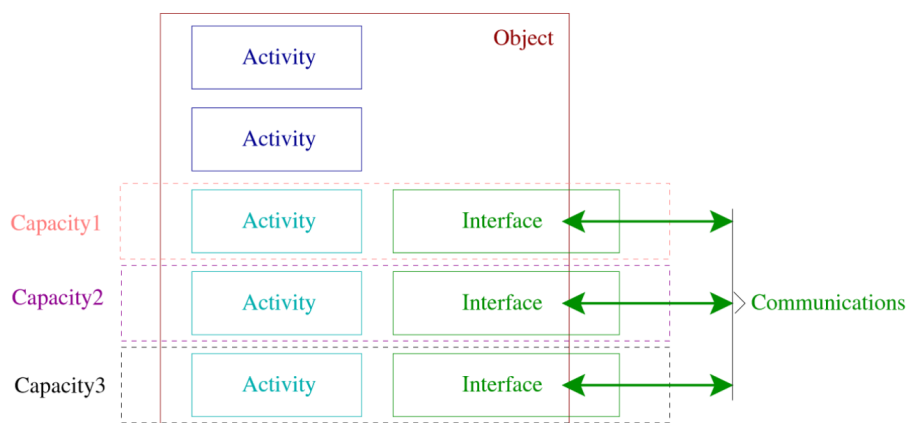 Object
Activity
Activity
Capacity1 Activity Interface
Capacity2 Activity Interface
Communications
Capacity3 Activity Interface